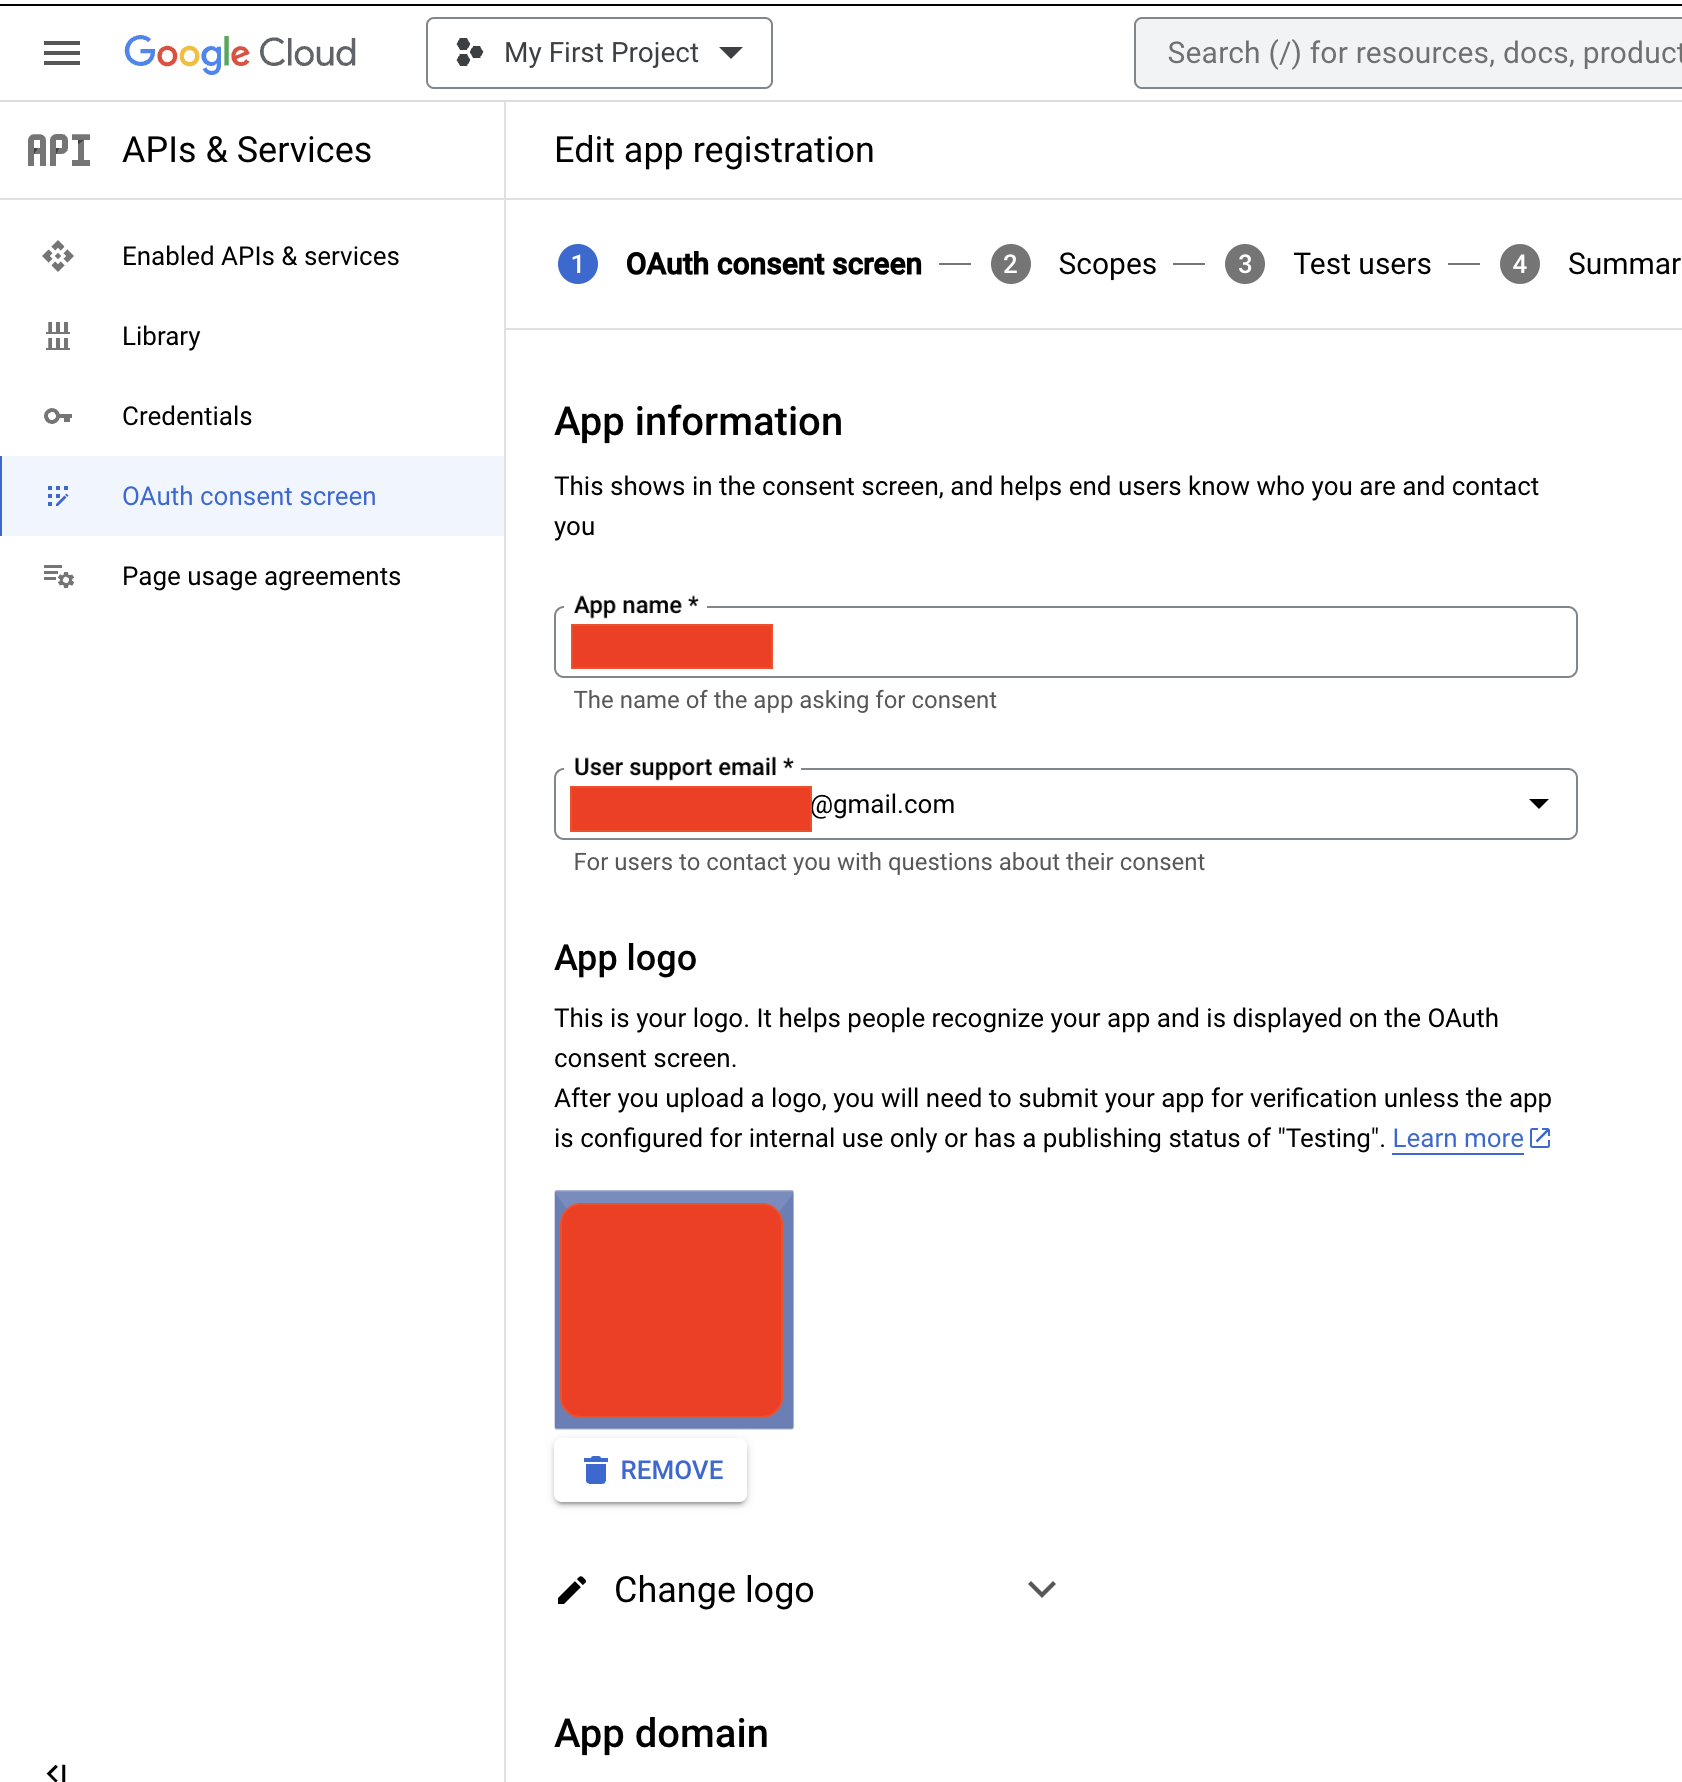 Google Cloud
My First Project
Search (/) for resources, docs, product
API
APIs & Services
Edit app registration
Enabled APIs & services
Library
Credentials
OAuth consent screen
Page usage agreements
1 OAuth consent screen
2 Scopes
3 Test users
4 Summar
App information
This shows in the consent screen, and helps end users know who you are and contact
you
App name *
The name of the app asking for consent
User support email *
@gmail.com
For users to contact you with questions about their consent
App logo
This is your logo. It helps people recognize your app and is displayed on the OAuth
consent screen.
After you upload a logo, you will need to submit your app for verification unless the app
is configured for internal use only or has a publishing status of "Testing". Learn more
REMOVE
Change logo
App domain